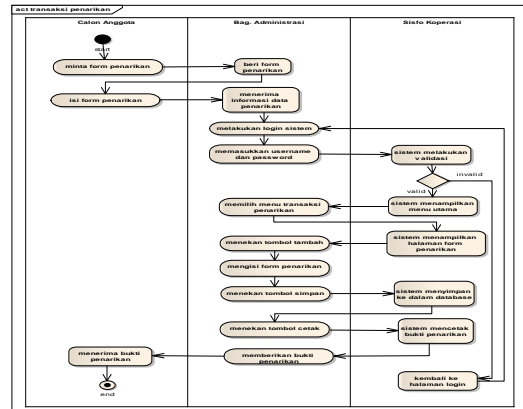 act transaksi penarikan
Calon Anggota
Bag. Administrasi
Sisfo Koperasi
start
minta form penarikan
beri form
penarikan
isi form penarikan
menerima
informasi data
penarikan
melakukan login sistem
memasukkan username
dan password
sistem melakukan
validasi
invalid
valid
memilih menu transaksi
penarikan
sistem menampilkan
menu utama
sistem menampilkan
halaman form
penarikan
menekan tombol tambah
mengisi form penarikan
menekan tombol simpan
sistem menyimpan
ke dalam database
menekan tombol cetak
sistem mencetak
bukti penarikan
menerima bukti
penarikan
memberikan bukti
penarikan
kembali ke
halaman login
end